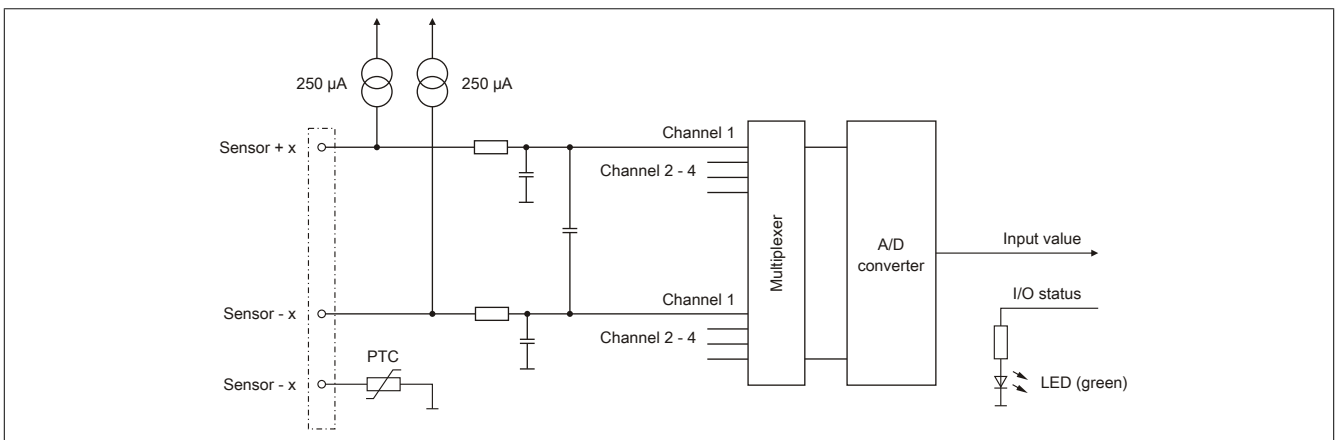 250 µA
250 µA
Sensor + x
Channel 1
Channel 2 - 4
Multiplexer
A/D
converter
Input value
I/O status
Sensor - x
Channel 1
Channel 2 - 4
PTC
Sensor - x
LED (green)